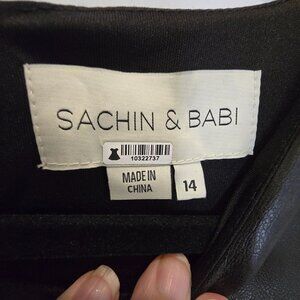 SACHIN & BABI
10322737
MADE IN
CHINA
14